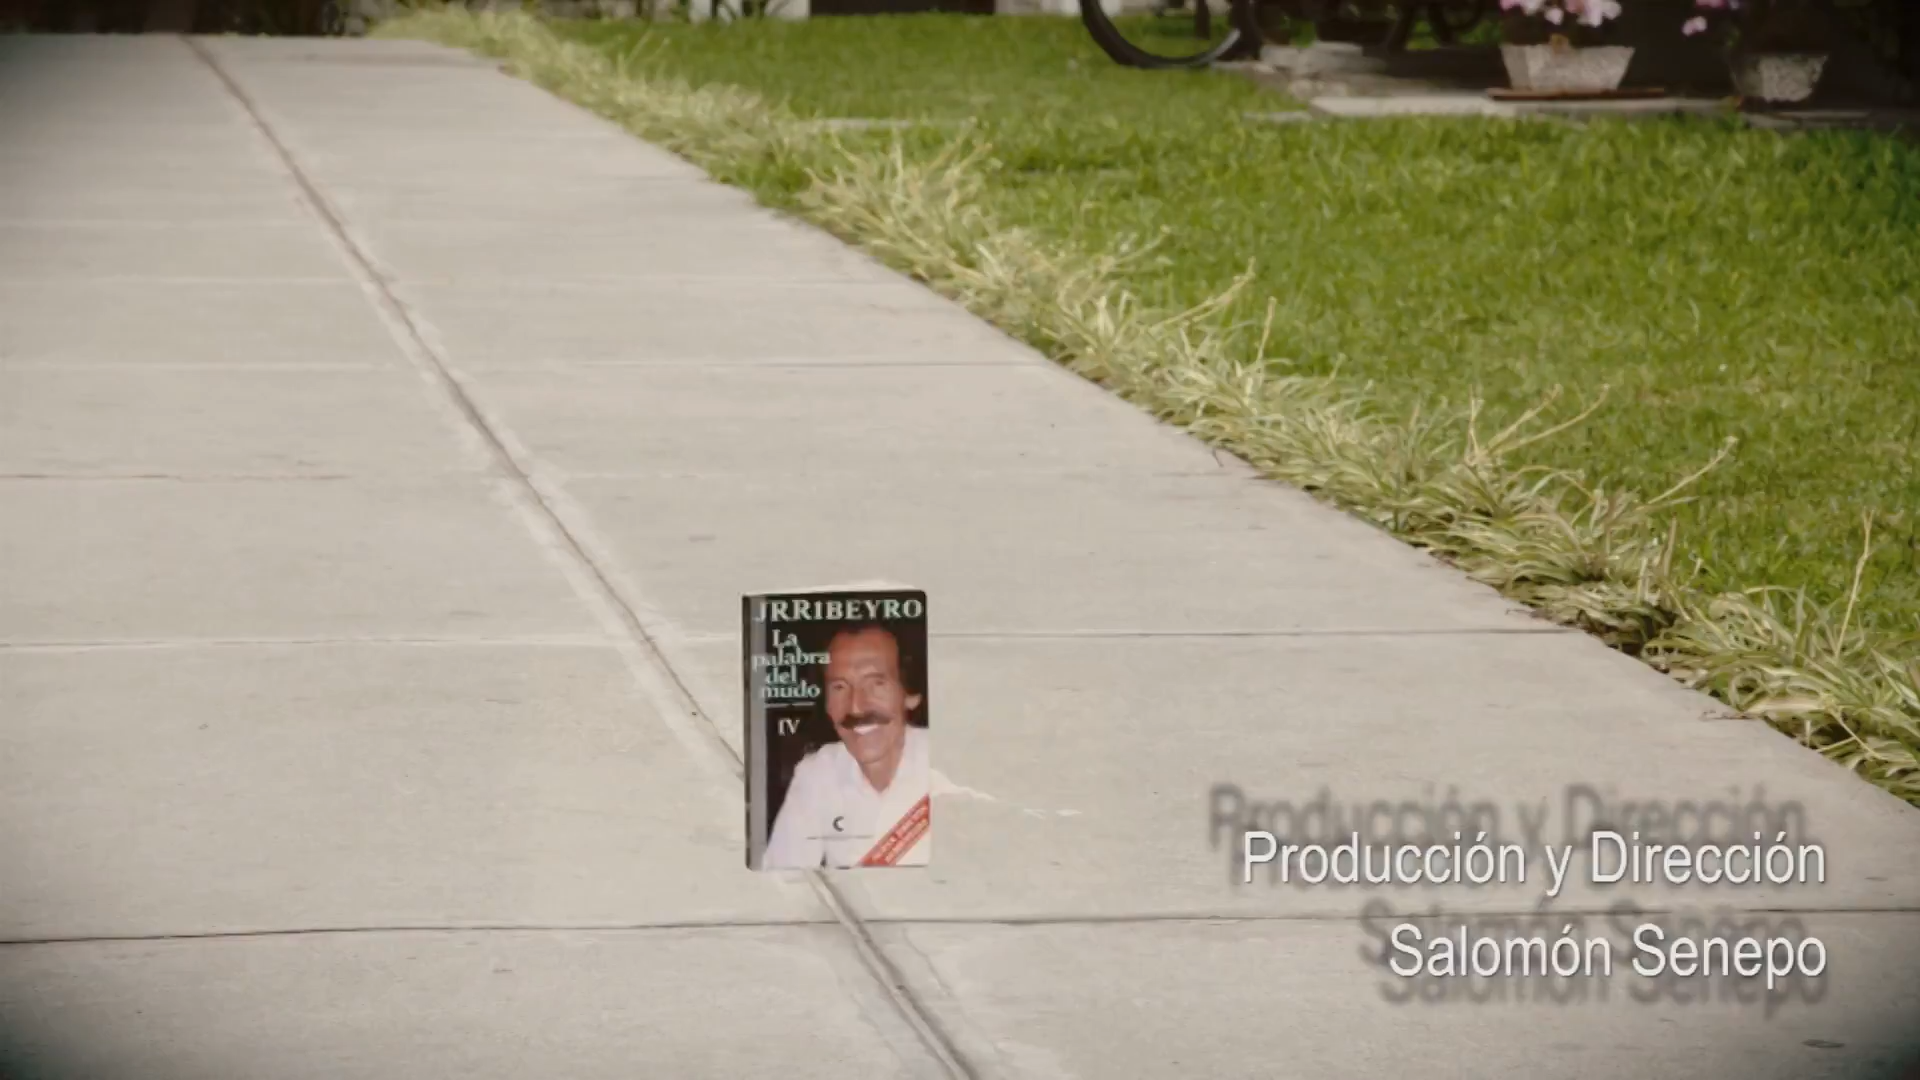 JRRIBEYRO
La
palabra
del
mudo
IV
Producción y Dirección
Salomón Senepo